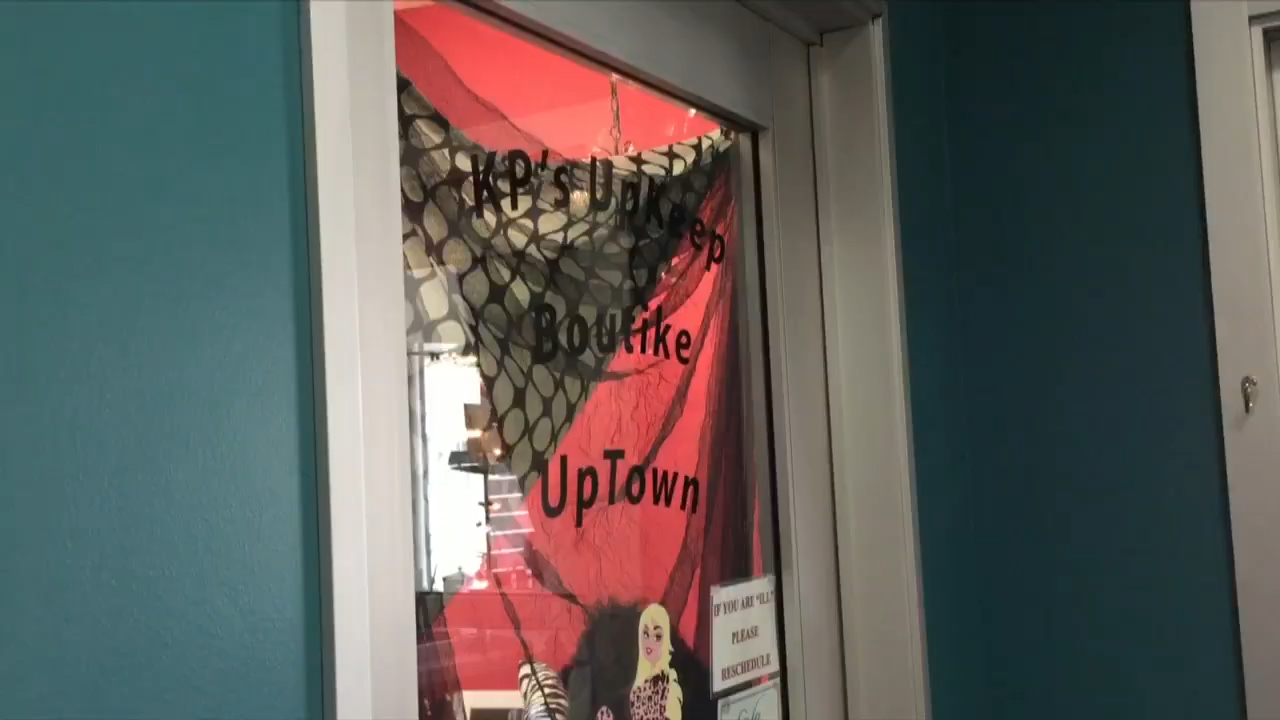 KP's Upkeep
Boutike
UpTown
IF YOU ARE "ILL"
PLEASE
RESCHEDULE